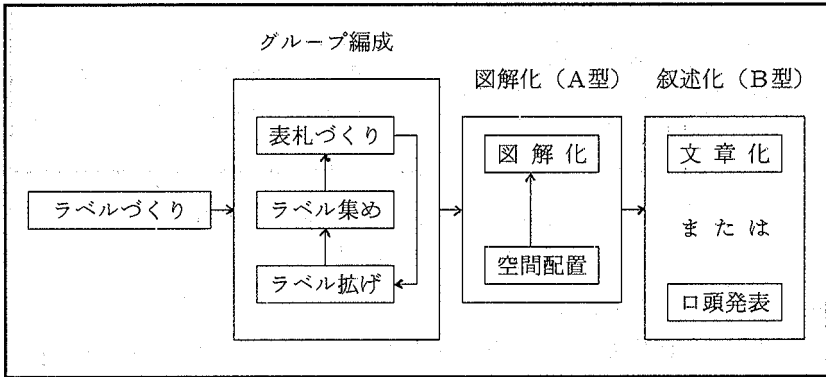 グループ編成
図解化（A型）
叙述化（B型）
ラベルづくり
表札づくり
ラベル集め
ラベル拡げ
図解化
空間配置
文章化
または
口頭発表